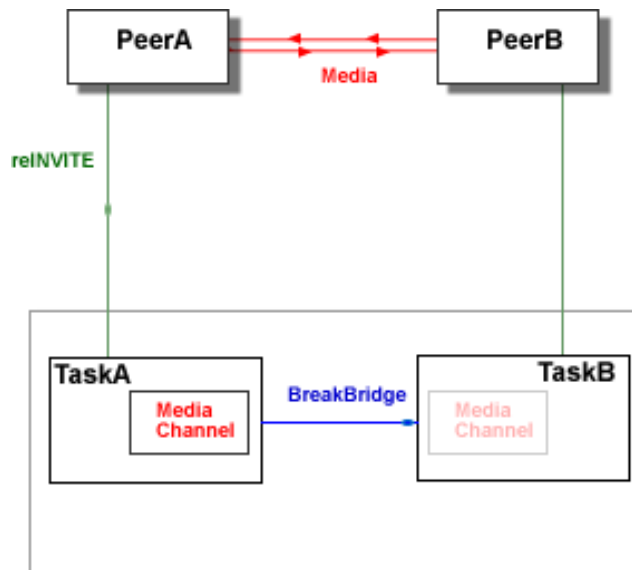 PeerA
PeerB
Media
reINVITE
TaskA
TaskB
BreakBridge
Media
Channel
Media
Channel